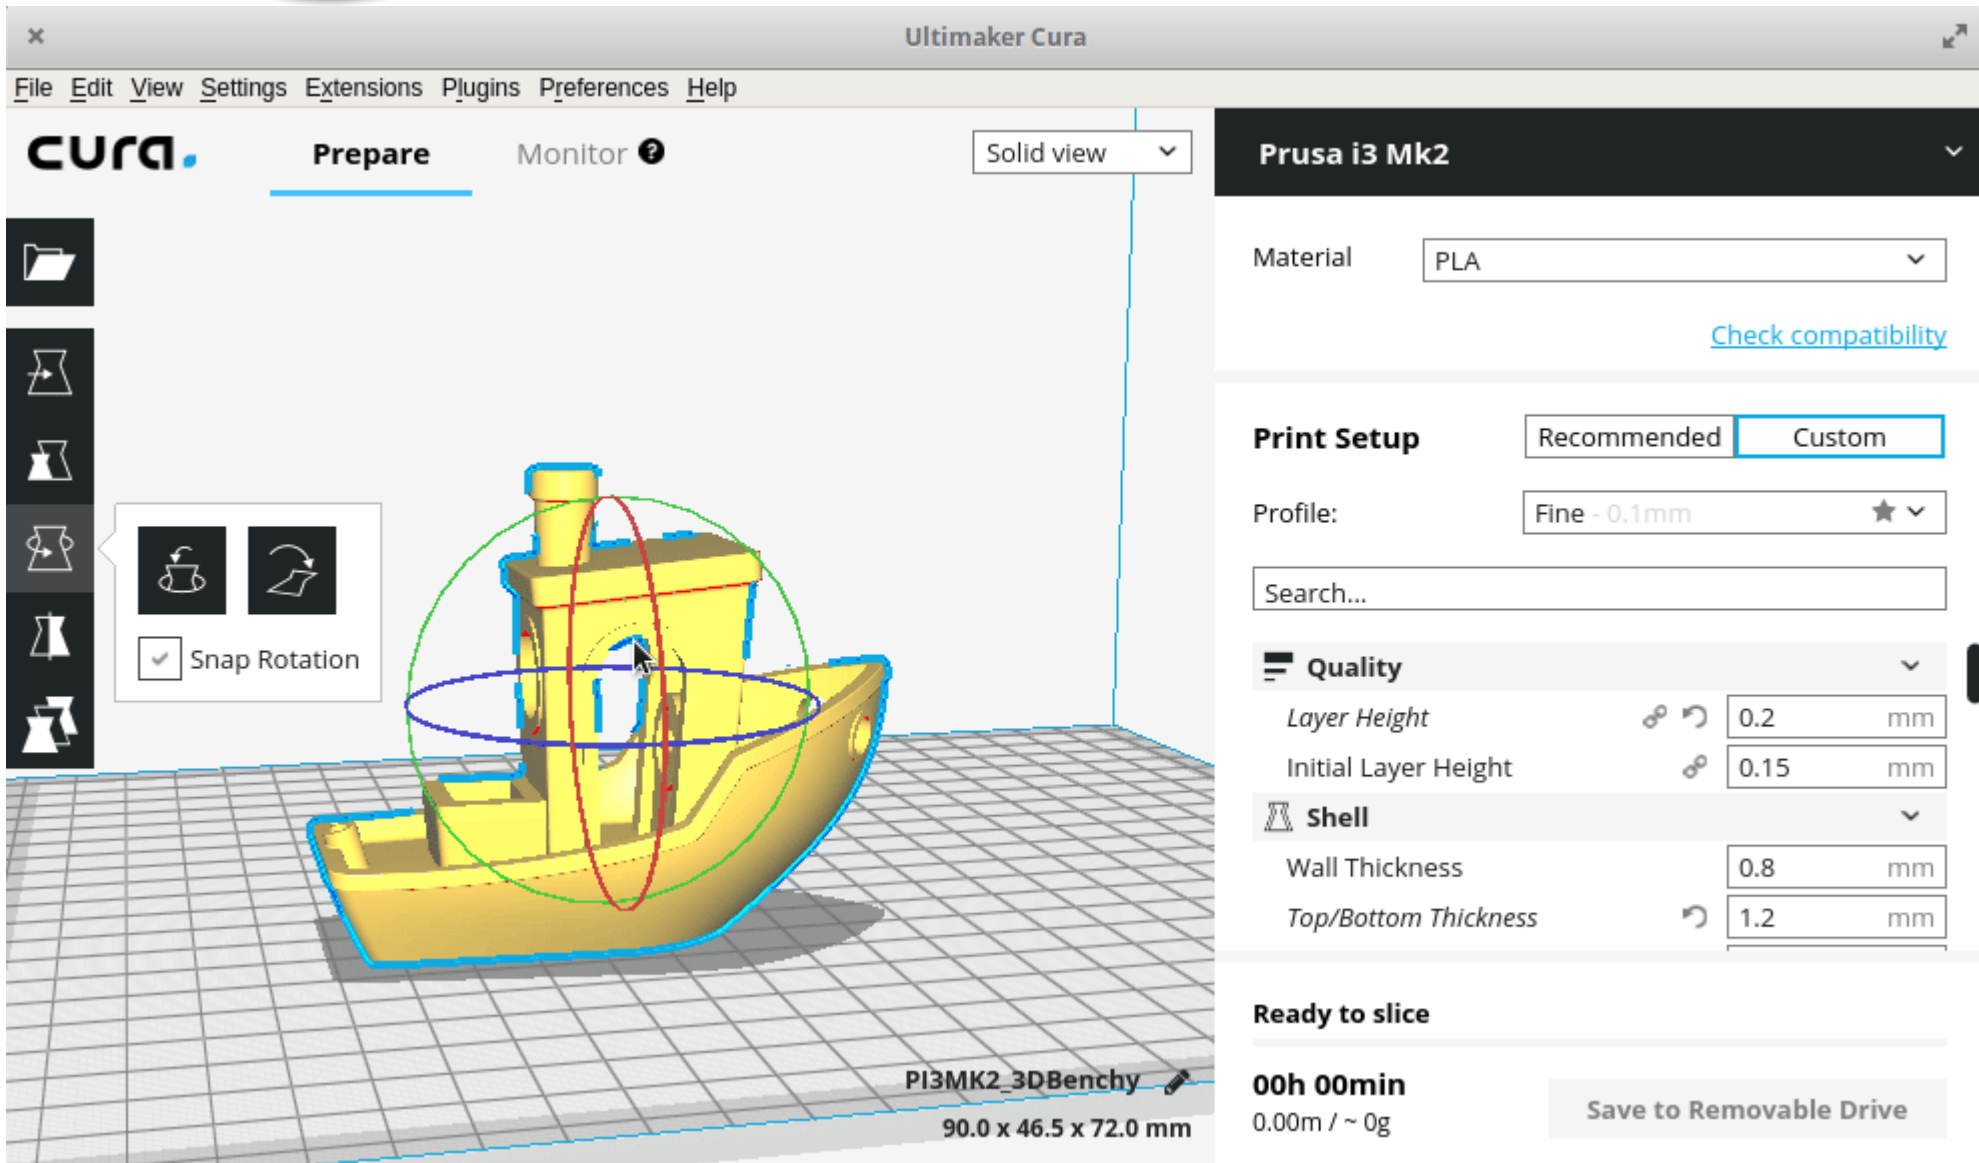 Ultimaker Cura
File Edit View Settings Extensions Plugins Preferences Help
cura.
Prepare
Monitor ?
Solid view
Prusa i3 Mk2
Material
PLA
Check compatibility
Print Setup
Recommended
Custom
Profile:
Fine - 0.1mm
Search...
Snap Rotation
Quality
Layer Height 0.2 mm
Initial Layer Height 0.15 mm
Shell
Wall Thickness 0.8 mm
Top/Bottom Thickness 1.2 mm
PI3MK2_3DBenchy
90.0 x 46.5 x 72.0 mm
Ready to slice
00h 00min
0.00m / ~ 0g
Save to Removable Drive